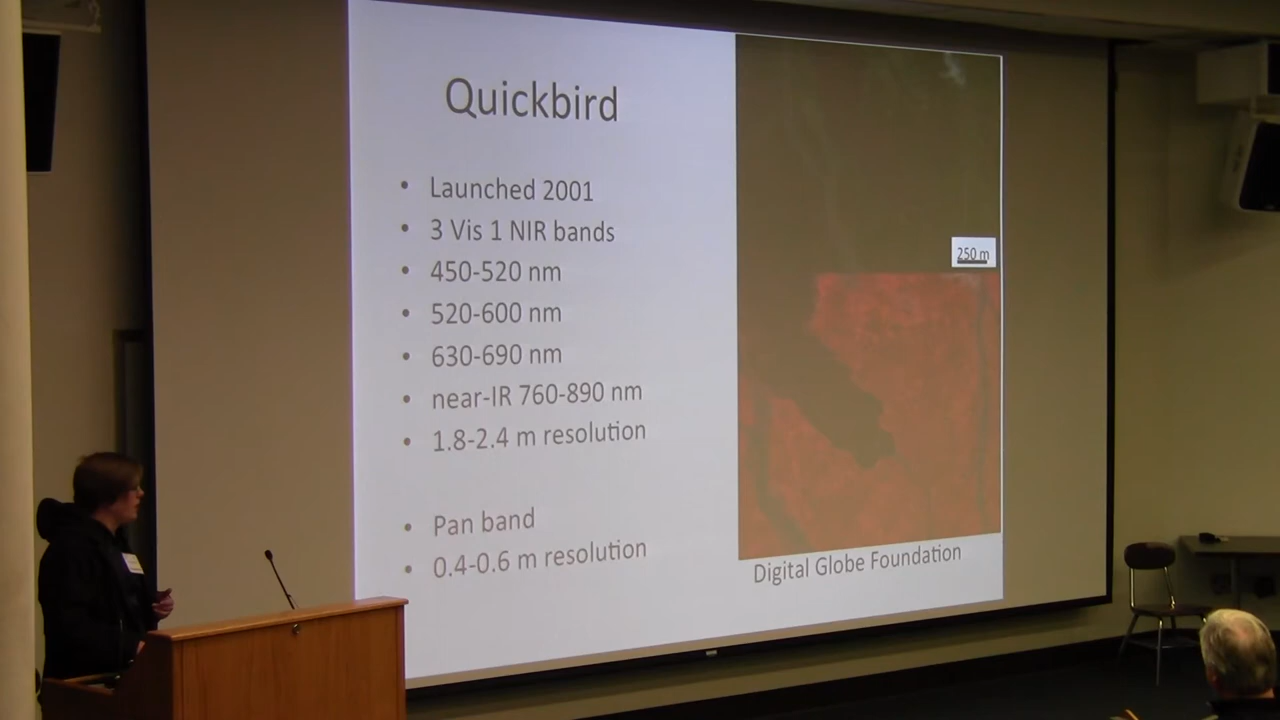 Quickbird
• Launched 2001
• 3 Vis 1 NIR bands
• 450-520 nm
• 520-600 nm
• 630-690 nm
• near-IR 760-890 nm
• 1.8-2.4 m resolution
• Pan band
• 0.4-0.6 m resolution
250 m
Digital Globe Foundation